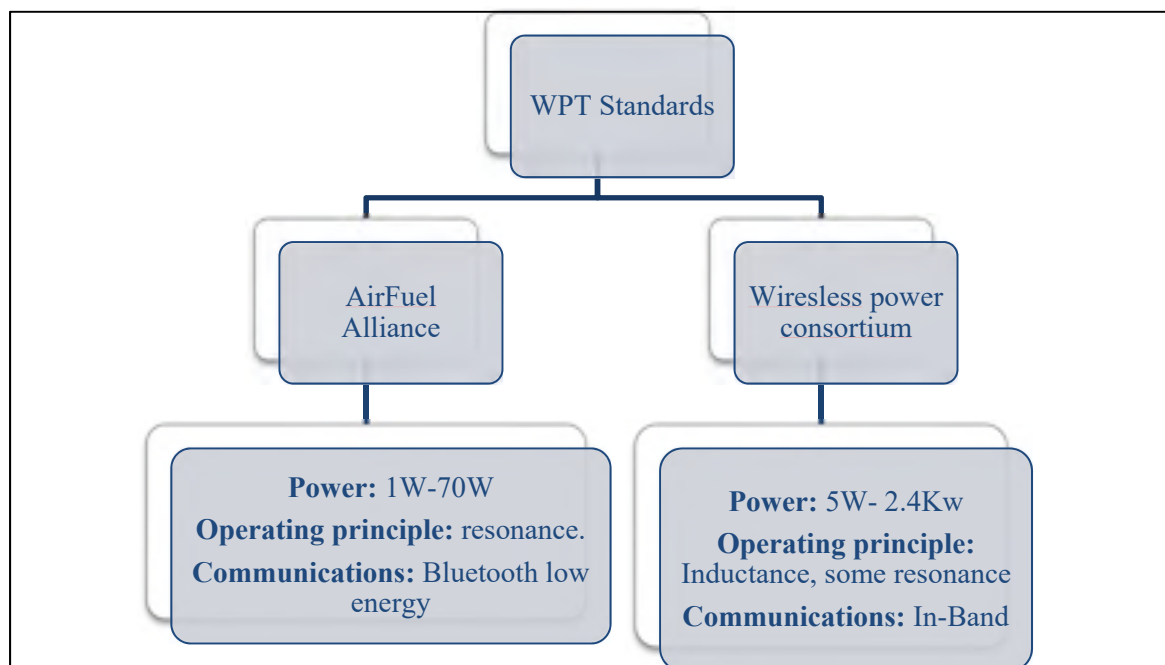 WPT Standards
AirFuel
Alliance
Wiresless power
consortium
Power: 1W-70W
Operating principle: resonance.
Communications: Bluetooth low
energy
Power: 5W- 2.4Kw
Operating principle:
Inductance, some resonance
Communications: In-Band